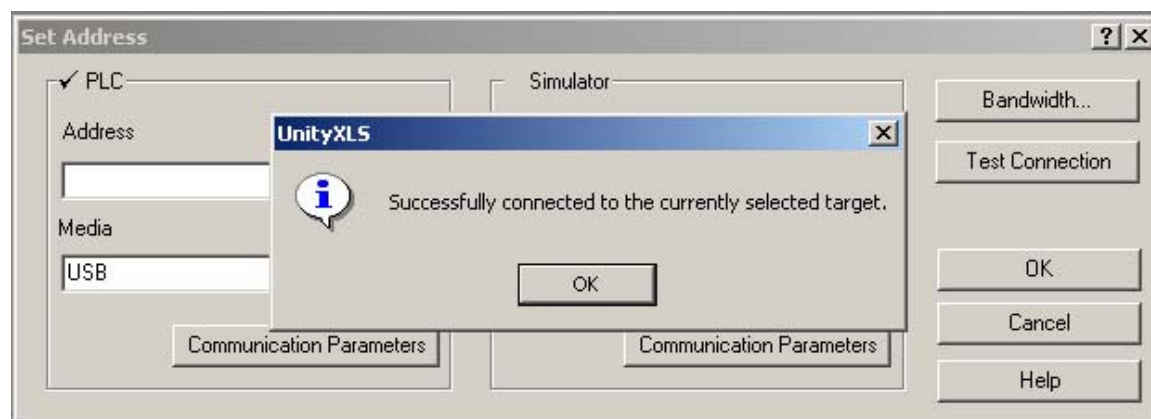 Set Address
PLC
Simulator
Bandwidth...
Address
UnityXLS
Test Connection
Successfully connected to the currently selected target.
Media
USB
OK
OK
Communication Parameters
Communication Parameters
Cancel
Help